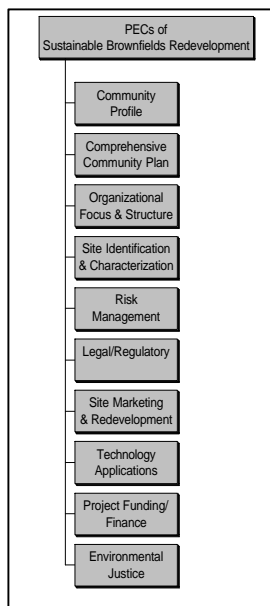 PECs of
Sustainable Brownfields Redevelopment
Community
Profile
Comprehensive
Community Plan
Organizational
Focus & Structure
Site Identification
& Characterization
Risk
Management
Legal/Regulatory
Site Marketing
& Redevelopment
Technology
Applications
Project Funding/
Finance
Environmental
Justice